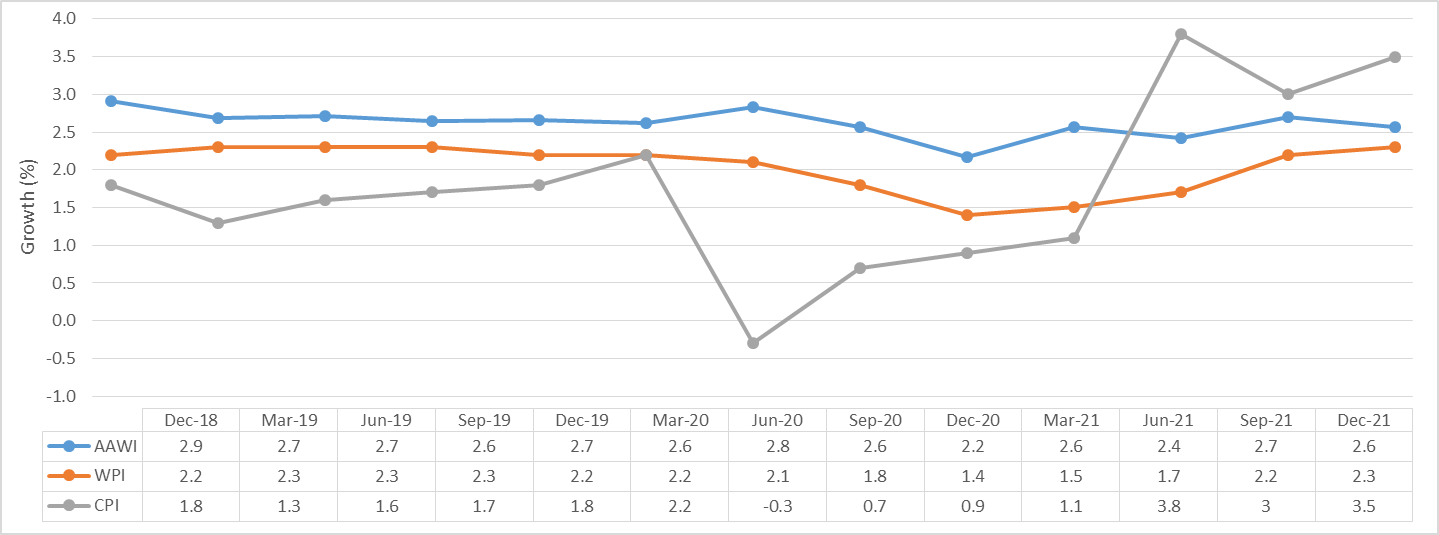 4.0
3.5
3.0
2.5
2.0
1.5
1.0
0.5
0.0
-0.5
-1.0
Growth (%)
Dec-18 Mar-19 Jun-19 Sep-19 Dec-19 Mar-20 Jun-20 Sep-20 Dec-20 Mar-21 Jun-21 Sep-21 Dec-21
AAWI 2.9 2.7 2.7 2.6 2.7 2.6 2.8 2.6 2.2 2.6 2.4 2.7 2.6
WPI 2.2 2.3 2.3 2.3 2.2 2.2 2.1 1.8 1.4 1.5 1.7 2.2 2.3
CPI 1.8 1.3 1.6 1.7 1.8 2.2 -0.3 0.7 0.9 1.1 3.8 3 3.5